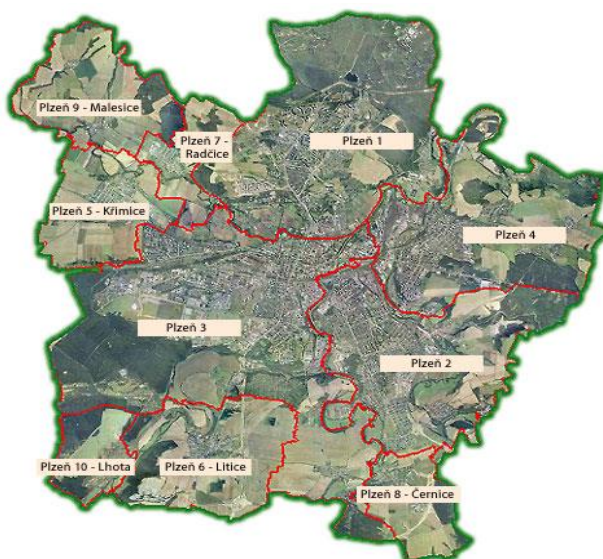 Plzeň 9 - Malesice
Plzeň 7 -
Radčice
Plzeň 1
Plzeň 5 - Křimice
Plzeň 4
Plzeň 3
Plzeň 2
Plzeň 10 - Lhota
Plzeň 6 - Litice
Plzeň 8 - Černice